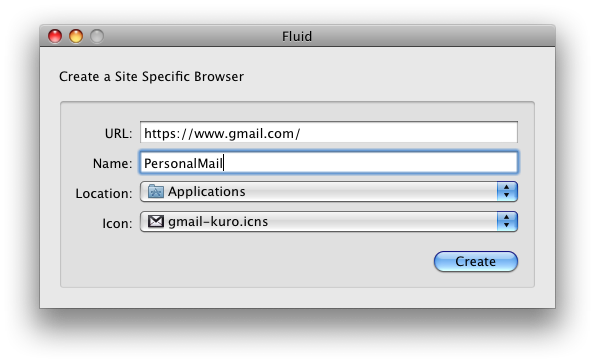 Fluid
Create a Site Specific Browser
URL: https://www.gmail.com/
Name: PersonalMail
Location: Applications
Icon: gmail-kuro.icns
Create